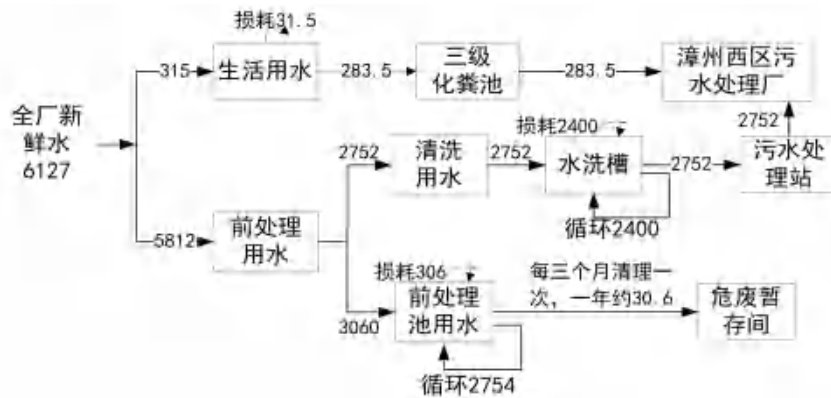 损耗31.5
315
生活用水
283.5
三级
化粪池
283.5
漳州西区污
水处理厂
全厂新
鲜水
6127
2752
清洗
用水
2752
损耗2400
水洗槽
2752
2752
污水处
理站
循环2400
5812
前处理
用水
损耗306
3060
前处理
池用水
每三个月清理一
次，一年约30.6
危废暂
存间
循环2754